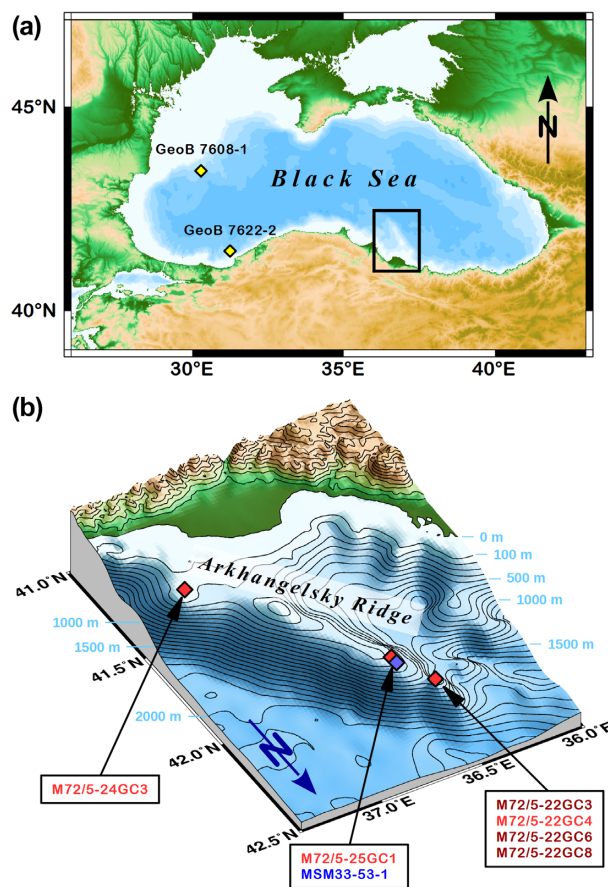 (a)
45°N
40°N
30°E
35°E
40°E
GeoB 7608-1
Black Sea
GeoB 7622-2
N
(b)
0 m
100 m
500 m
1000 m
1500 m
Arkhangelsky Ridge
41.0°N
41.5°N
42.0°N
42.5°N
1000 m
1500 m
2000 m
N
37.0°E
36.5°E
36.0°E
M72/5-24GC3
M72/5-25GC1
MSM33-53-1
M72/5-22GC3
M72/5-22GC4
M72/5-22GC6
M72/5-22GC8